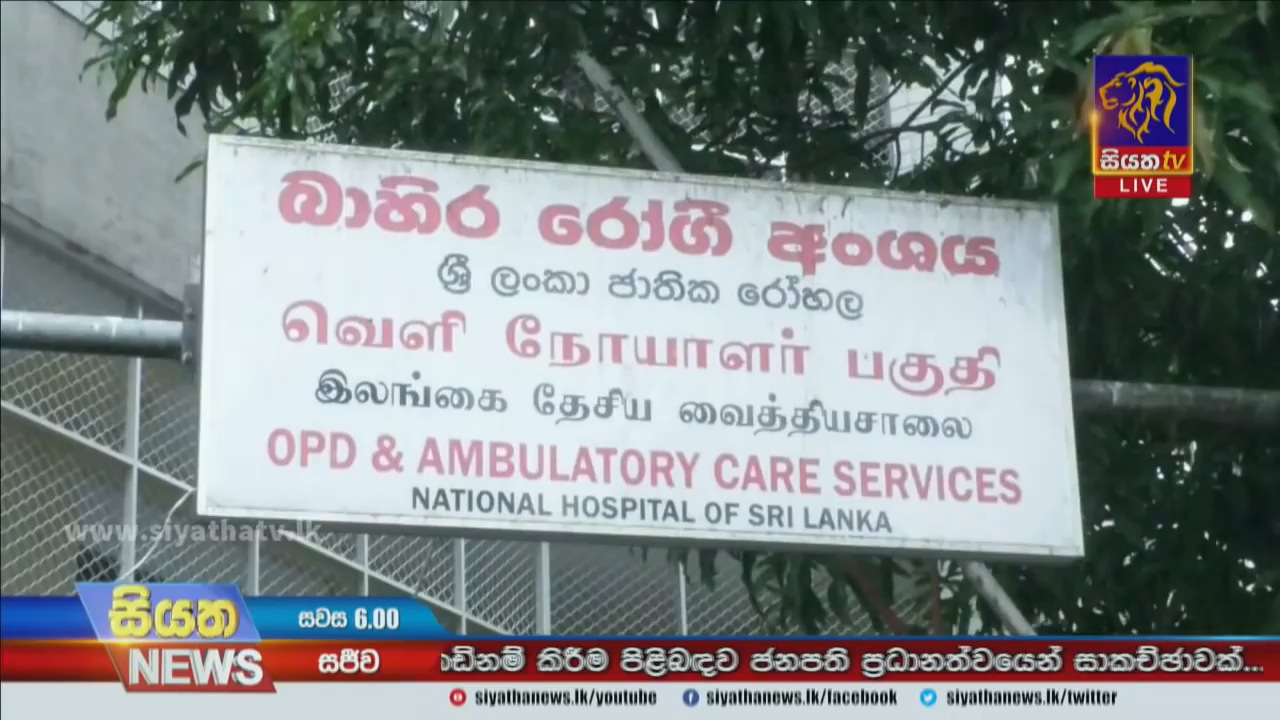 සියත tv
LIVE
බාහිර රෝගී අංශය
ශ්‍රී ලංකා ජාතික රෝහල
வெளி நோயாளர் பகுதி
இலங்கை தேசிய வைத்தியசாலை
OPD & AMBULATORY CARE SERVICES
NATIONAL HOSPITAL OF SRI LANKA
www.siyathatv.lk
සියත
NEWS
සවස 6.00
සජීව
කිරීම පිළිබඳව ජනපති ප්‍රධානත්වයෙන් සාකච්ඡාවක්...
siyathanews.lk/youtube siyathanews.lk/facebook siyathanews.lk/twitter